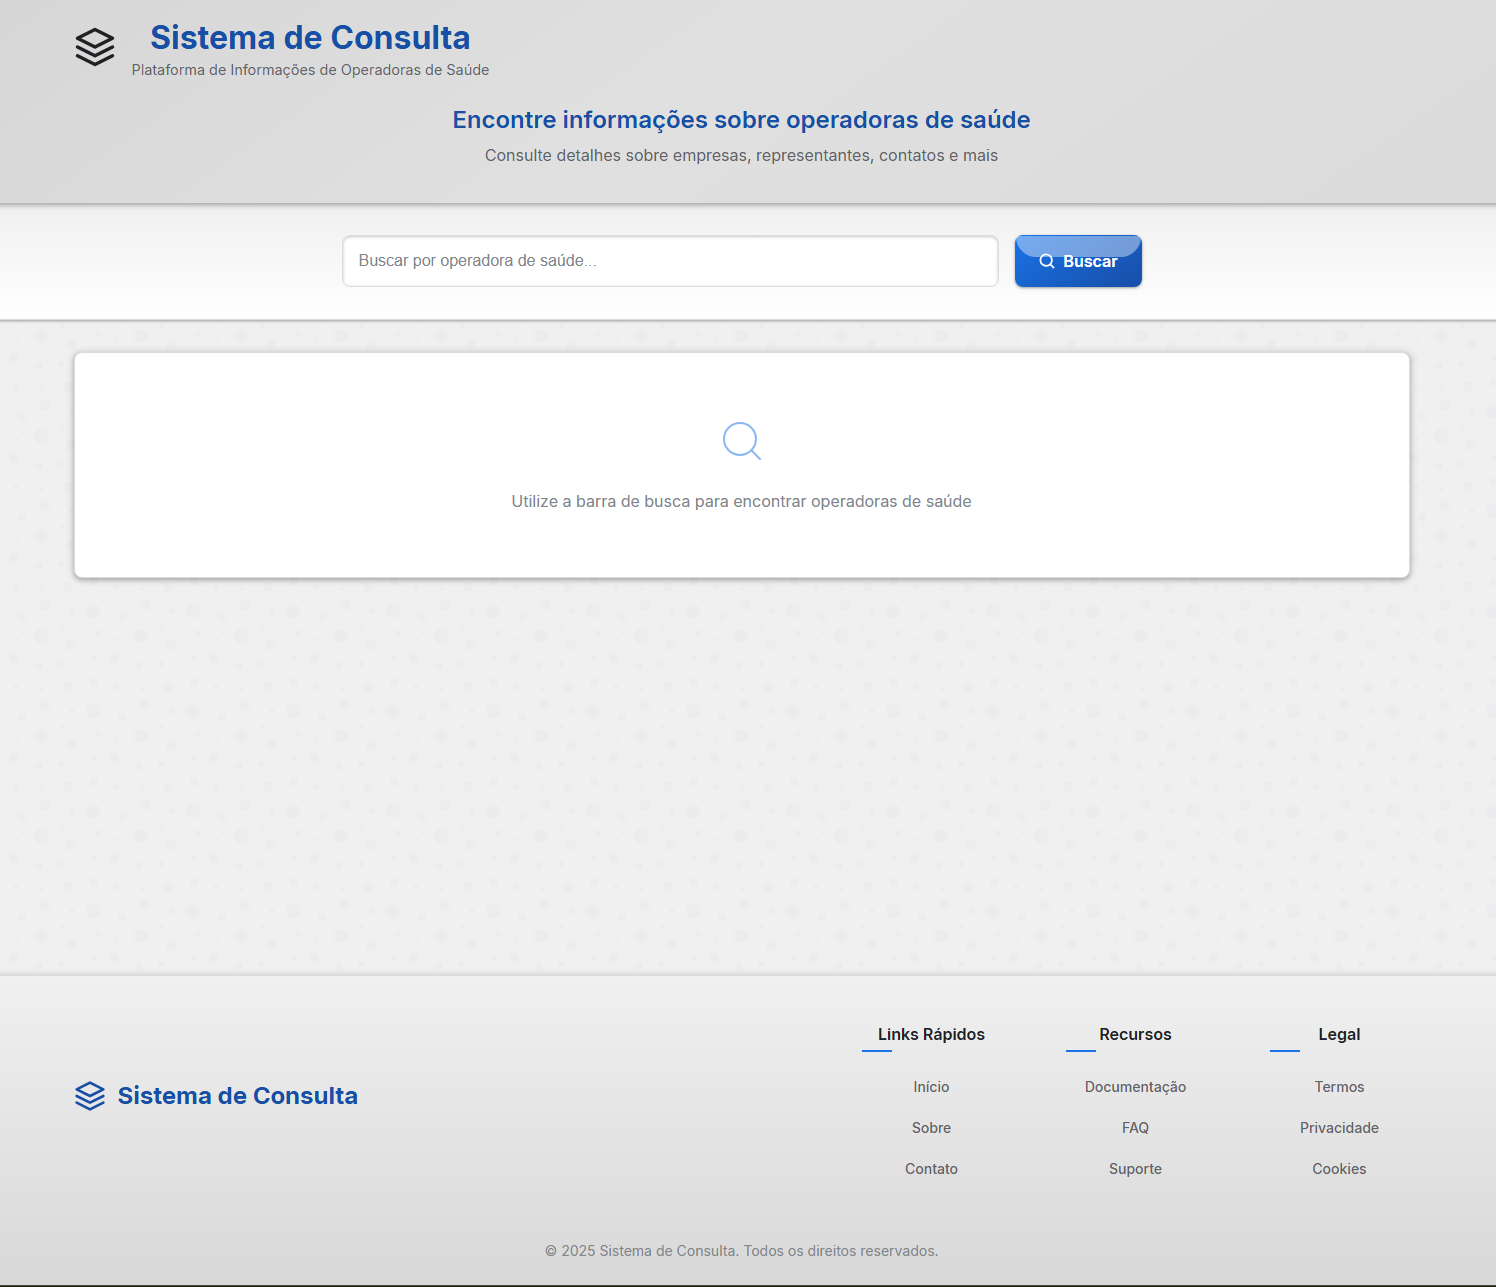 Sistema de Consulta
Plataforma de Informações de Operadoras de Saúde
Encontre informações sobre operadoras de saúde
Consulte detalhes sobre empresas, representantes, contatos e mais
Buscar por operadora de saúde...
Buscar
Utilize a barra de busca para encontrar operadoras de saúde
Sistema de Consulta
Links Rápidos
Início
Sobre
Contato
Recursos
Documentação
FAQ
Suporte
Legal
Termos
Privacidade
Cookies
© 2025 Sistema de Consulta. Todos os direitos reservados.